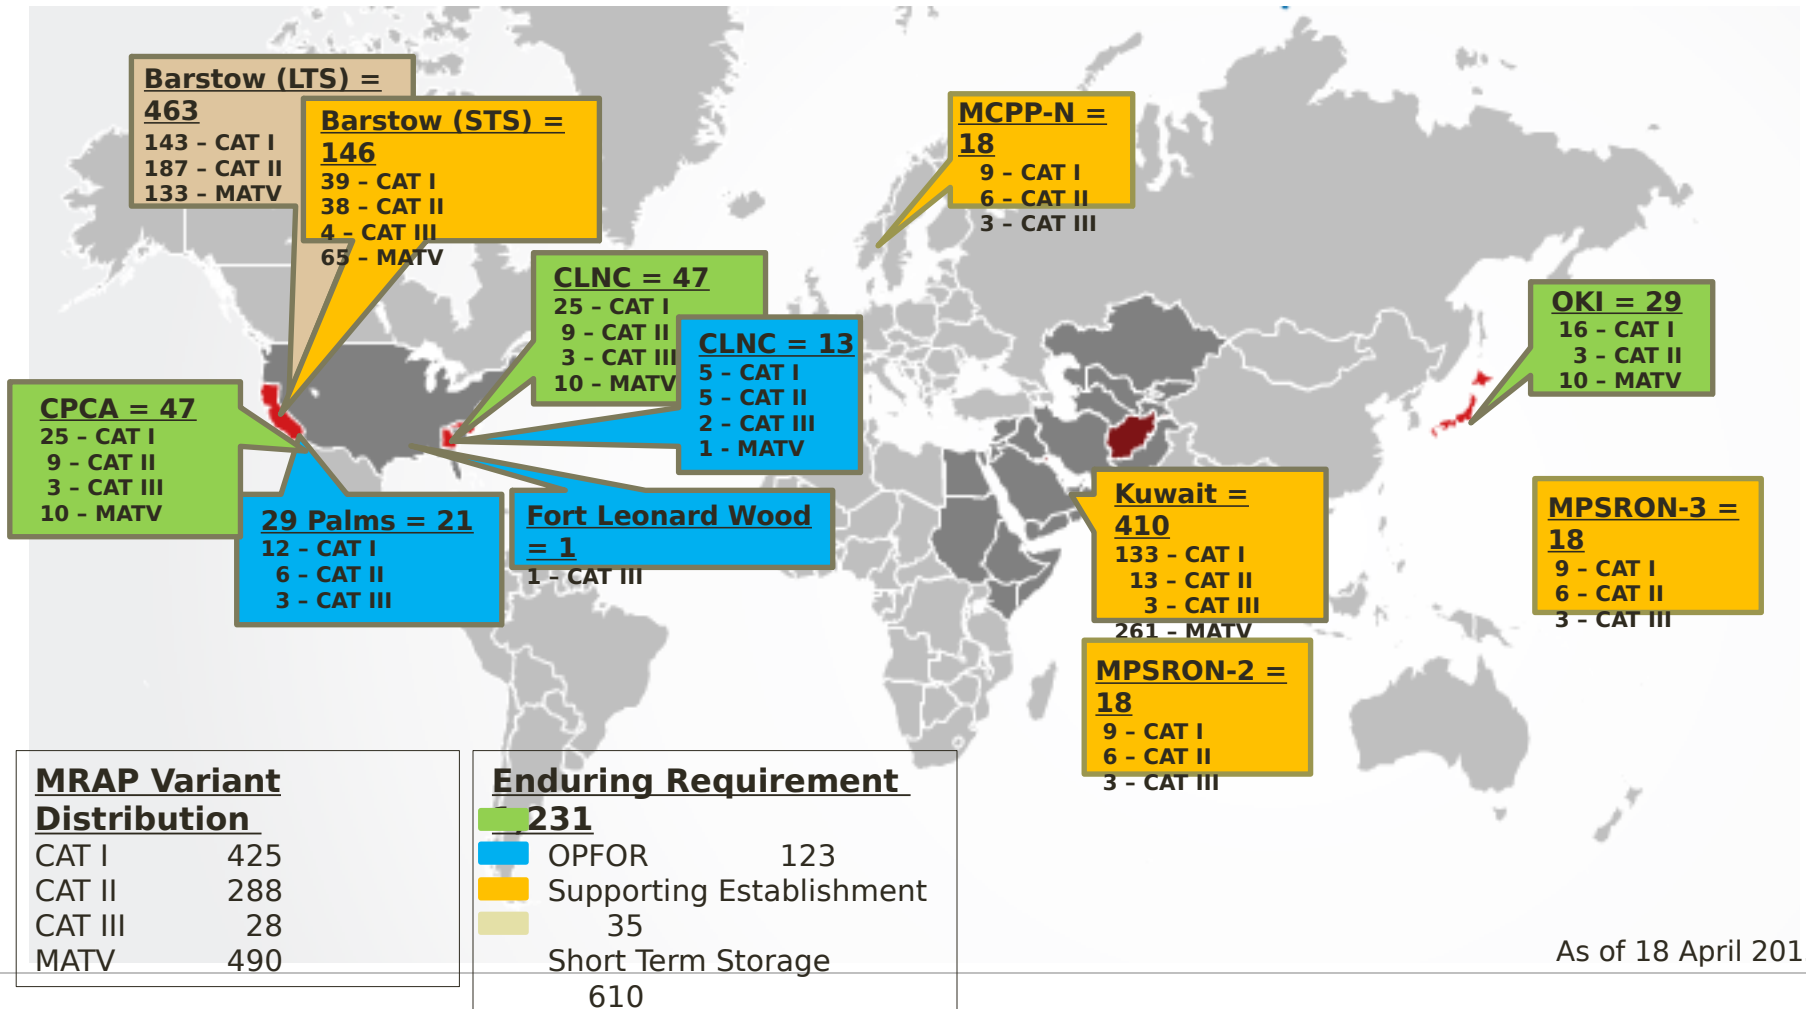 Barstow (LTS) =
463
143 – CAT I
187 – CAT II
133 – MATV
Barstow (STS) =
146
39 – CAT I
38 – CAT II
4 – CAT III
65 – MATV
MCPP-N =
18
9 – CAT I
6 – CAT II
3 – CAT III
CLNC = 47
25 – CAT I
9 – CAT II
3 – CAT III
10 – MATV
CLNC = 13
5 – CAT I
5 – CAT II
2 – CAT III
1 - MATV
OKI = 29
16 – CAT I
3 – CAT II
10 – MATV
CPCA = 47
25 – CAT I
9 – CAT II
3 – CAT III
10 – MATV
29 Palms = 21
12 – CAT I
6 – CAT II
3 – CAT III
Fort Leonard Wood
= 1
1 – CAT III
Kuwait =
410
133 – CAT I
13 – CAT II
3 – CAT III
261 – MATV
MPSRON-3 =
18
9 – CAT I
6 – CAT II
3 – CAT III
MPSRON-2 =
18
9 – CAT I
6 – CAT II
3 – CAT III
MRAP Variant
Distribution
CAT I 425
CAT II 288
CAT III 28
MATV 490
Enduring Requirement
231
OPFOR 123
Supporting Establishment
35
Short Term Storage
610
As of 18 April 201